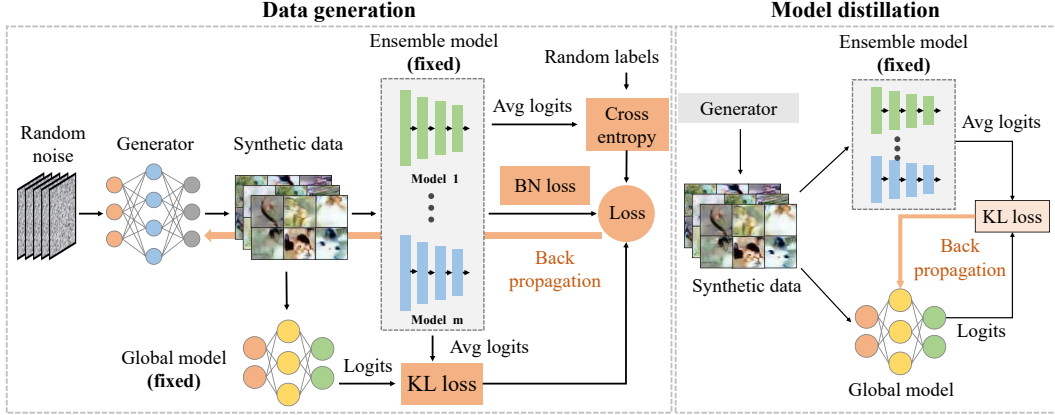 Data generation
Random
noise
Generator
Synthetic data
Ensemble model
(fixed)
Model 1
Model m
Avg logits
Random labels
Cross
entropy
BN loss
Loss
Back
propagation
Global model
(fixed)
Logits
Avg logits
KL loss
Model distillation
Generator
Synthetic data
Ensemble model
(fixed)
Avg logits
KL loss
Back
propagation
Logits
Global model